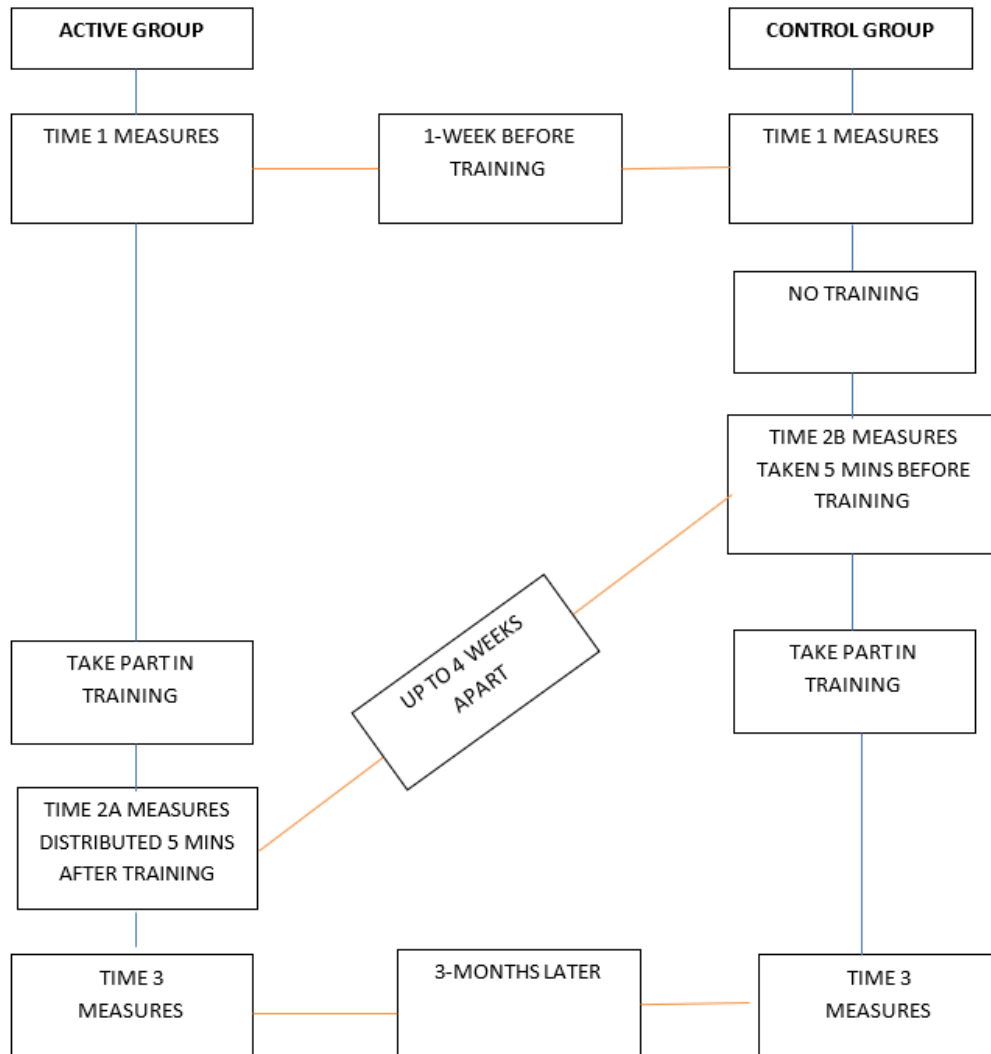 ACTIVE GROUP
CONTROL GROUP
TIME 1 MEASURES
1-WEEK BEFORE
TRAINING
TIME 1 MEASURES
NO TRAINING
TIME 2B MEASURES
TAKEN 5 MINS BEFORE
TRAINING
UP TO 4 WEEKS
APART
TAKE PART IN
TRAINING
TAKE PART IN
TRAINING
TIME 2A MEASURES
DISTRIBUTED 5 MINS
AFTER TRAINING
TIME 3
MEASURES
3-MONTHS LATER
TIME 3
MEASURES